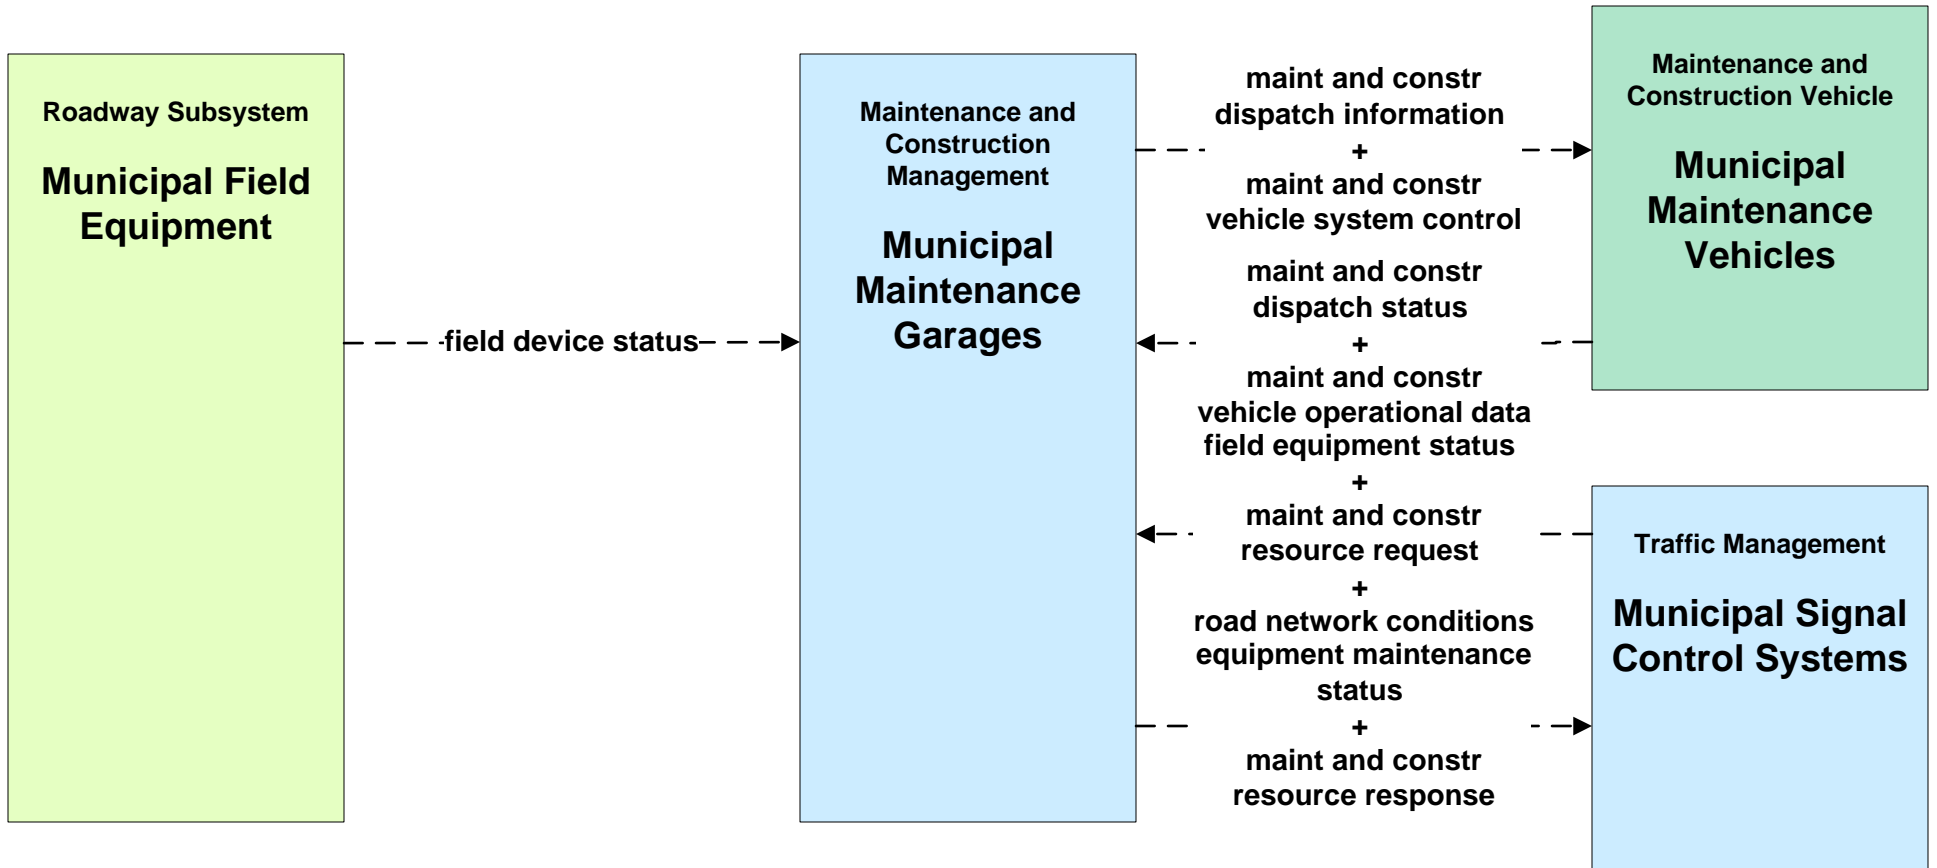 Roadway Subsystem
Municipal Field
Equipment
field device status
Maintenance and
Construction
Management
Municipal
Maintenance
Garages
maint and constr
dispatch information
+
maint and constr
vehicle system control
maint and constr
dispatch status
+
maint and constr
vehicle operational data
field equipment status
+
maint and constr
resource request
+
road network conditions
equipment maintenance
status
+
maint and constr
resource response
Maintenance and
Construction Vehicle
Municipal
Maintenance
Vehicles
Traffic Management
Municipal Signal
Control Systems